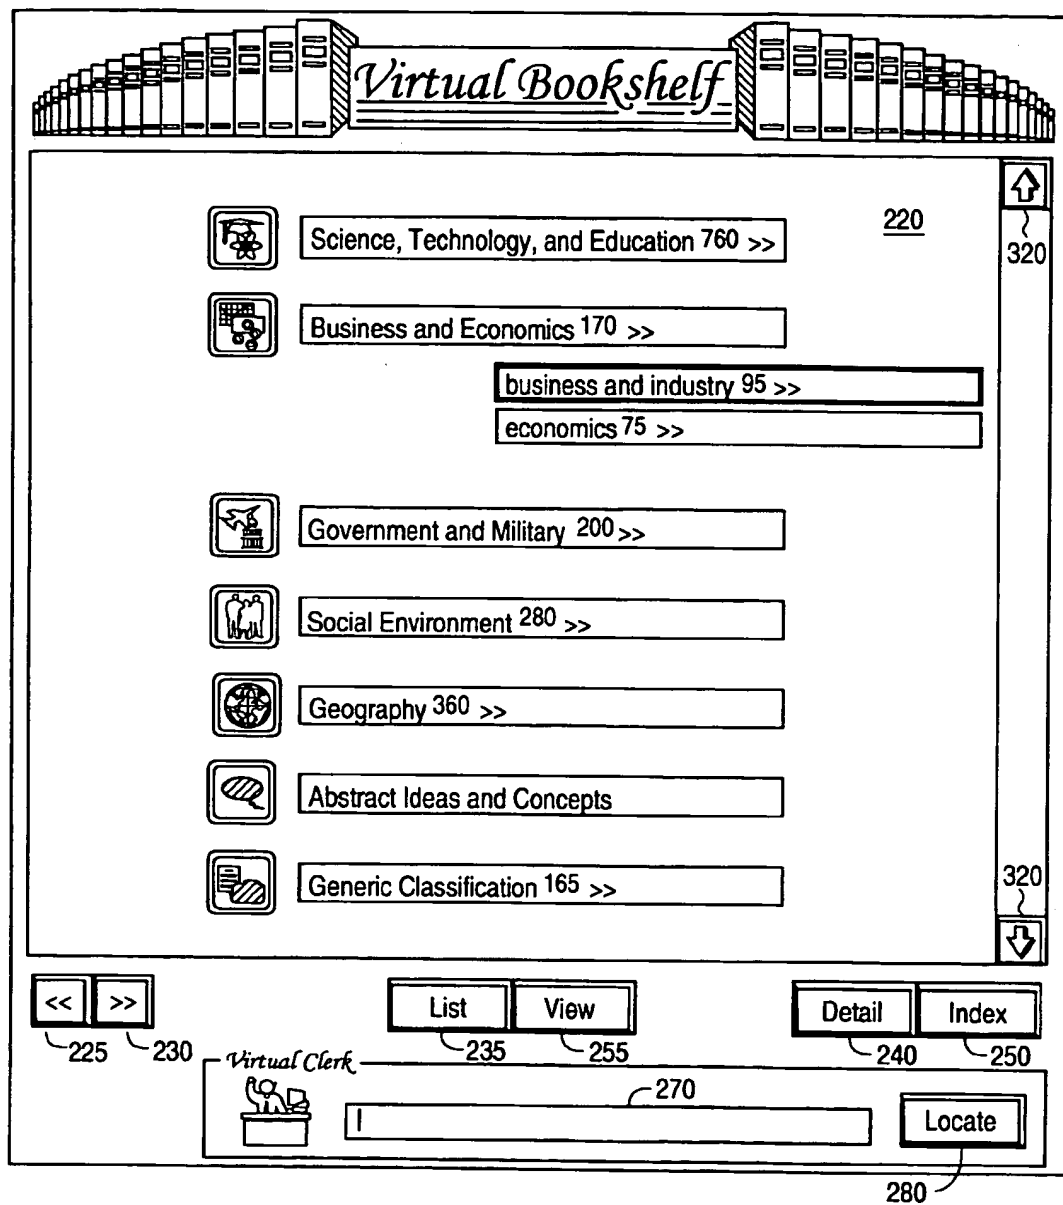 Virtual Bookshelf
220
Science, Technology, and Education 760 >>
320
Business and Economics 170 >>
business and industry 95 >>
economics 75 >>
Government and Military 200 >>
Social Environment 280 >>
Geography 360 >>
Abstract Ideas and Concepts
Generic Classification 165 >>
320
<< >> List View Detail Index
225 230 235 255 240 250
Virtual Clerk
270
Locate
280